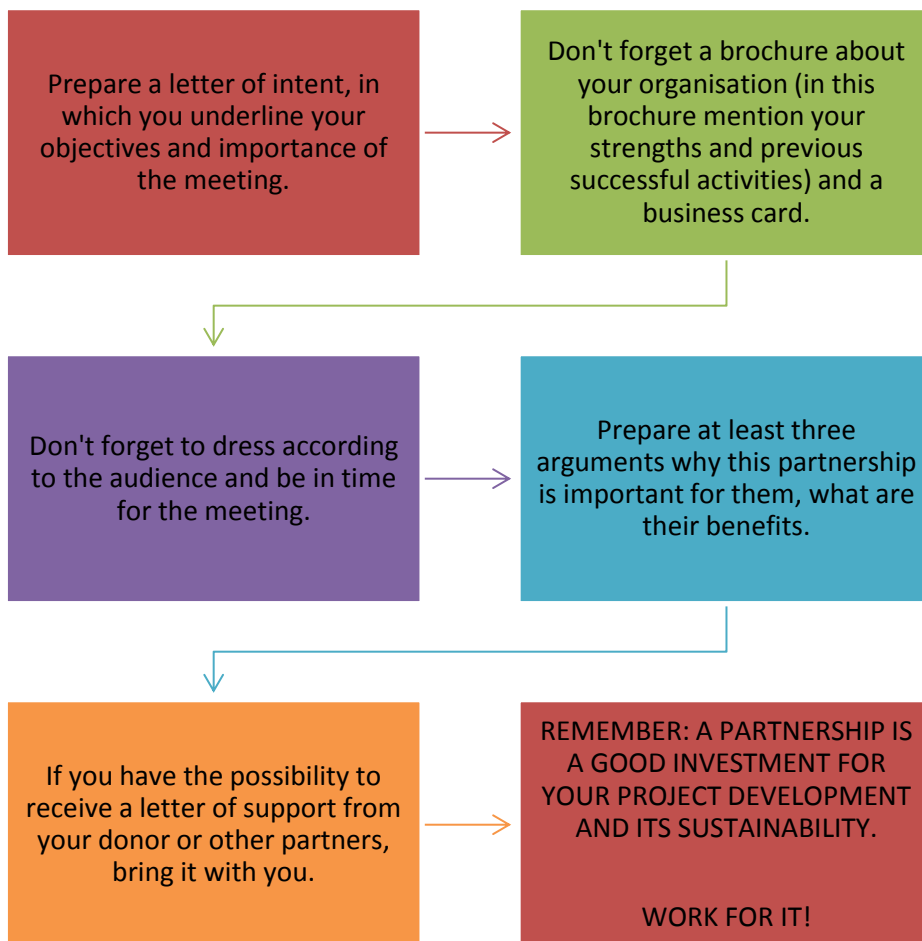 Prepare a letter of intent, in
which you underline your
objectives and importance of
the meeting.
Don't forget a brochure about
your organisation (in this
brochure mention your
strengths and previous
successful activities) and a
business card.
Don't forget to dress according
to the audience and be in time
for the meeting.
Prepare at least three
arguments why this partnership
is important for them, what are
their benefits.
If you have the possibility to
receive a letter of support from
your donor or other partners,
bring it with you.
REMEMBER: A PARTNERSHIP IS
A GOOD INVESTMENT FOR
YOUR PROJECT DEVELOPMENT
AND ITS SUSTAINABILITY.
WORK FOR IT!